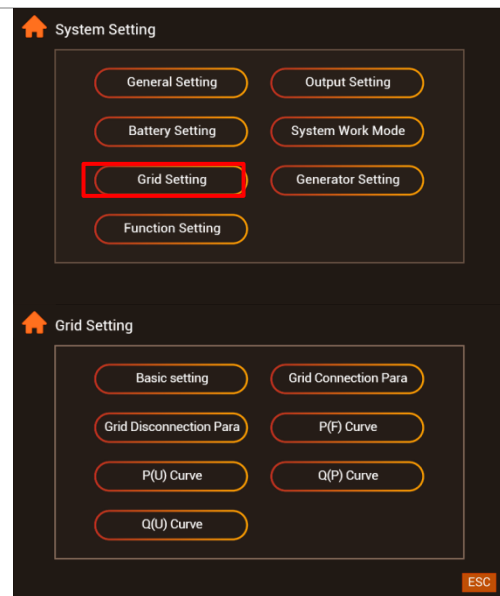 System Setting
General Setting
Output Setting
Battery Setting
System Work Mode
Grid Setting
Generator Setting
Function Setting
Grid Setting
Basic setting
Grid Connection Para
Grid Disconnection Para
P(F) Curve
P(U) Curve
Q(P) Curve
Q(U) Curve
ESC